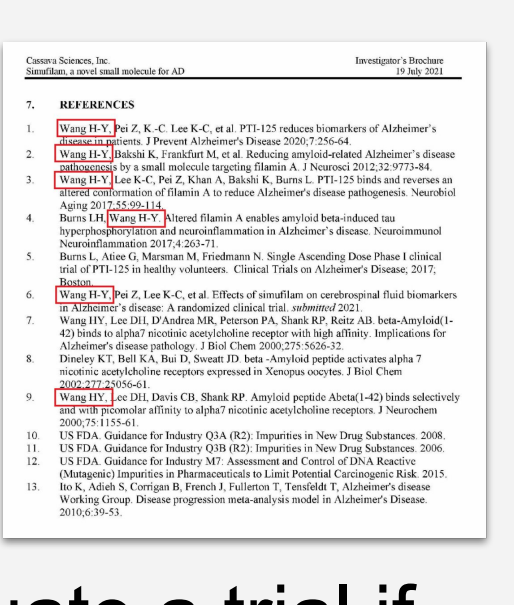 Cassava Sciences, Inc. Investigator's Brochure
Simufilam, a novel small molecule for AD 19 July 2021
7. REFERENCES
1. Wang H-Y, Pei Z, K.-C. Lee K-C, et al. PTI-125 reduces biomarkers of Alzheimer's
disease in patients. J Prevent Alzheimer's Disease 2020;7:256-64.
2. Wang H-Y, Bakshi K, Frankfurt M, et al. Reducing amyloid-related Alzheimer's disease
pathogenesis by a small molecule targeting filamin A. J Neurosci 2012;32:9773-84.
3. Wang H-Y, Lee K-C, Pei Z, Khan A, Bakshi K, Burns L. PTI-125 binds and reverses an
altered conformation of filamin A to reduce Alzheimer's disease pathogenesis. Neurobiol
Aging 2017;55:99-114.
4. Burns LH, Wang H-Y. Altered filamin A enables amyloid beta-induced tau
hyperphosphorylation and neuroinflammation in Alzheimer's disease. Neuroimmunol
Neuroinflammation 2017;4:263-71.
5. Burns L, Atiee G, Marsman M, Friedmann N. Single Ascending Dose Phase I clinical
trial of PTI-125 in healthy volunteers. Clinical Trials on Alzheimer's Disease; 2017;
Boston.
6. Wang H-Y, Pei Z, Lee K-C, et al. Effects of simufilam on cerebrospinal fluid biomarkers
in Alzheimer's disease: A randomized clinical trial. submitted 2021.
7. Wang HY, Lee DH, D'Andrea MR, Peterson PA, Shank RP, Reitz AB. beta-Amyloid(1-
42) binds to alpha7 nicotinic acetylcholine receptor with high affinity. Implications for
Alzheimer's disease pathology. J Biol Chem 2000;275:5626-32.
8. Dineley KT, Bell KA, Bui D, Sweatt JD. beta -Amyloid peptide activates alpha 7
nicotinic acetylcholine receptors expressed in Xenopus oocytes. J Biol Chem
2002;277:25056-61.
9. Wang HY, Lee DH, Davis CB, Shank RP. Amyloid peptide Abeta(1-42) binds selectively
and with picomolar affinity to alpha7 nicotinic acetylcholine receptors. J Neurochem
2000;75:1155-61.
10. US FDA. Guidance for Industry Q3A (R2): Impurities in New Drug Substances. 2008.
11. US FDA. Guidance for Industry Q3B (R2): Impurities in New Drug Substances. 2006.
12. US FDA. Guidance for Industry M7: Assessment and Control of DNA Reactive
(Mutagenic) Impurities in Pharmaceuticals to Limit Potential Carcinogenic Risk. 2015.
13. Ito K, Adieh S, Corrigan B, French J, Fullerton T, Tensfeldt T, Alzheimer's disease
Working Group. Disease progression meta-analysis model in Alzheimer's Disease.
2010;6:39-53.
a trial if